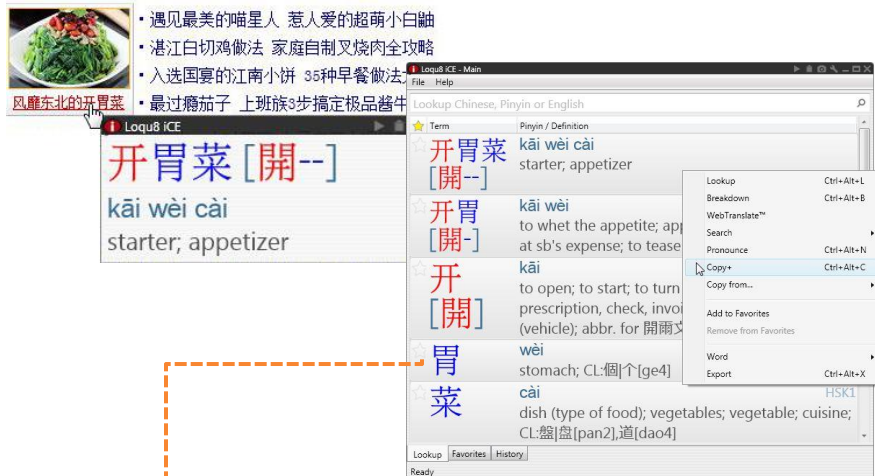 • 遇见最美的喵星人 惹人爱的超萌小白鼬
• 湛江白切鸡做法 家庭自制叉烧肉全攻略
• 入选国宴的江南小饼 35种早餐做法
风靡东北的开胃菜
• 最过瘾茄子 上班族3步搞定极品酱牛
Loqu8 iCE
开胃菜 [開--]
kāi wèi cài
starter; appetizer
Loqu8 iCE - Main
File Help
Lookup Chinese, Pinyin or English
Term Pinyin / Definition
开胃菜 [開--]
kāi wèi cài
starter; appetizer
开胃 [開-]
kāi wèi
to whet the appetite;
at sb's expense; to tease
开 [開]
kāi
to open; to start; to turn
prescription, check,
(vehicle); abbr. for 開爾
胃
wèi
stomach; CL:個|个[ge4]
菜
cài
HSK1
dish (type of food); vegetables; vegetable; cuisine;
CL:盤|盘[pan2],道[dao4]
Lookup Ctrl+Alt+L
Breakdown Ctrl+Alt+B
WebTranslate™
Search
Pronounce Ctrl+Alt+N
Copy+ Ctrl+Alt+C
Copy from...
Add to Favorites
Remove from Favorites
Word
Export Ctrl+Alt+X
Lookup Favorites History
Ready